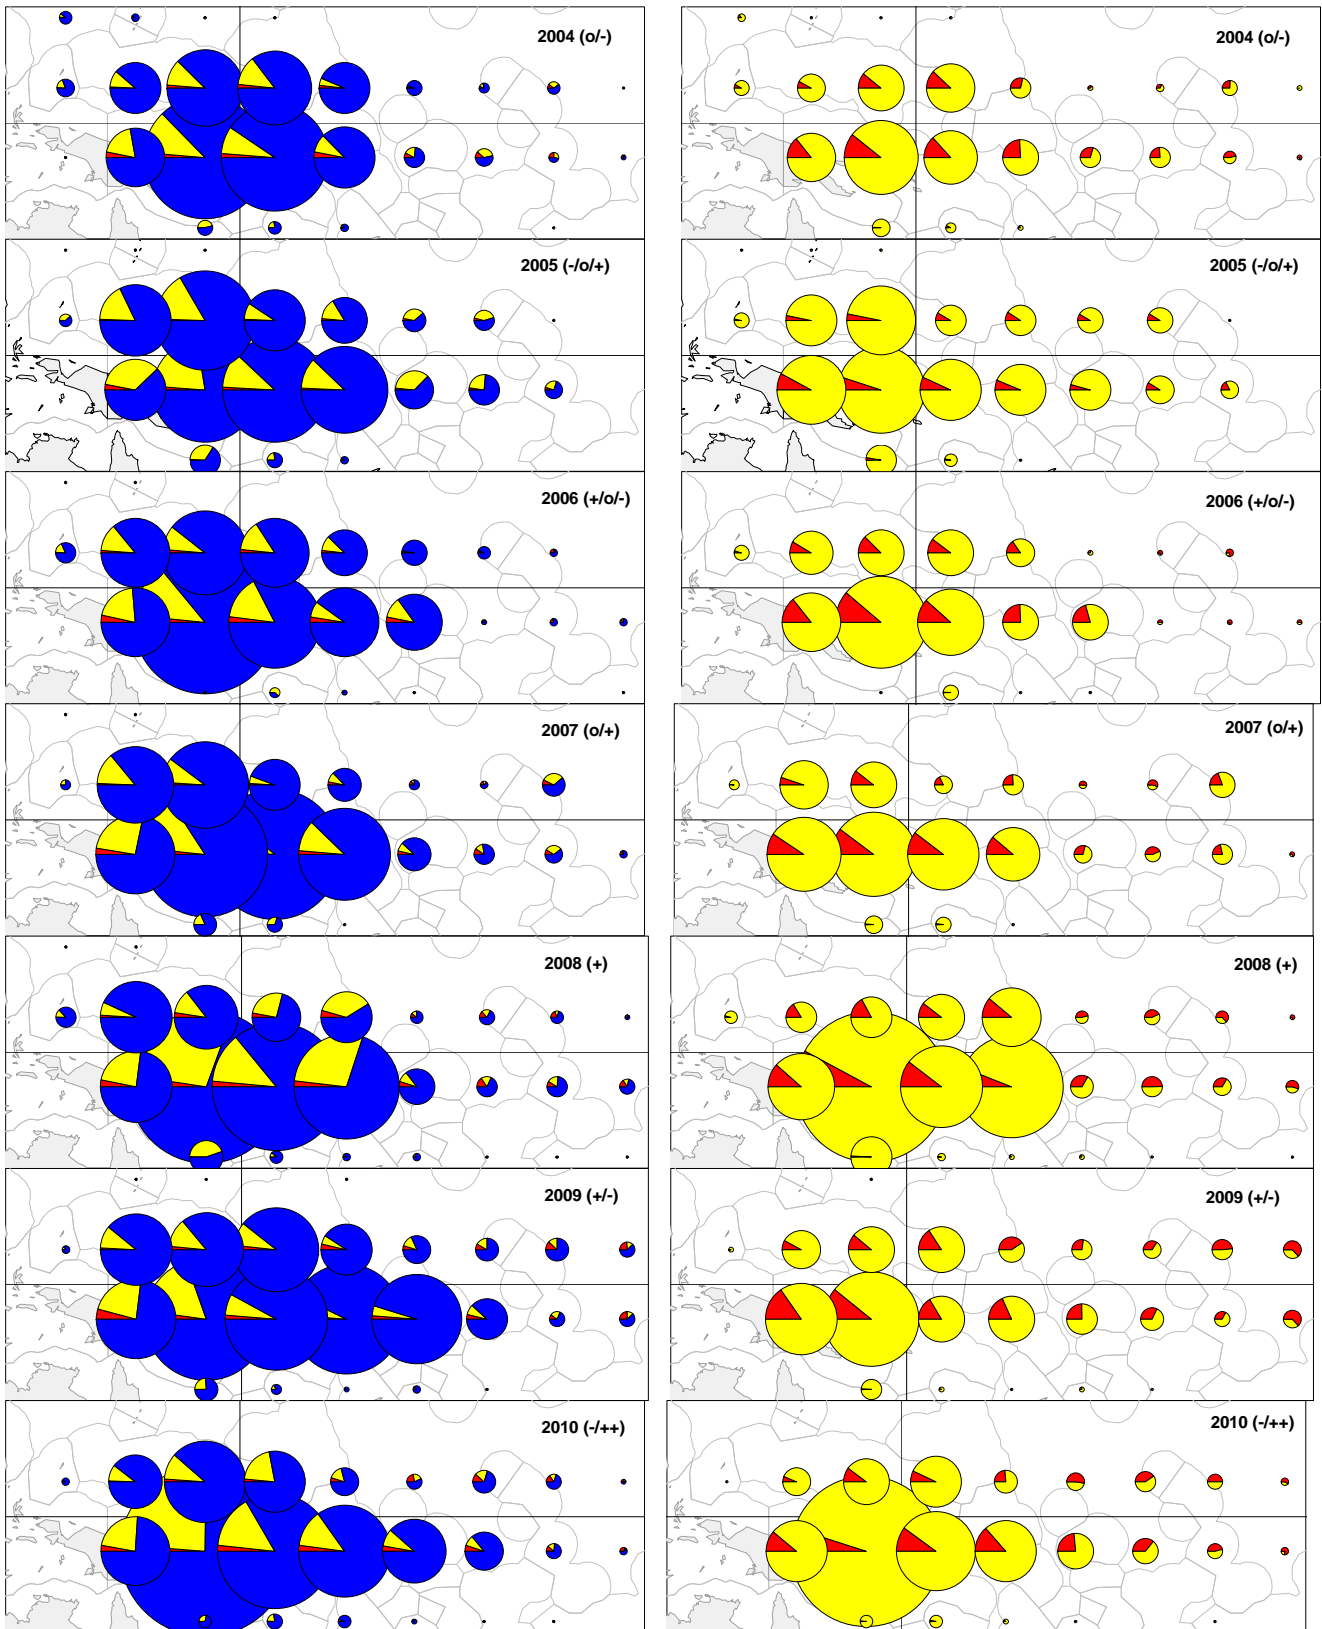 2004 (o/-)
2004 (o/-)
2005 (-/o/+)
2005 (-/o/+)
2006 (+/o/-)
2006 (+/o/-)
2007 (o/+)
2007 (o/+)
2008 (+)
2008 (+)
2009 (+/-)
2009 (+/-)
2010 (-/++)
2010 (-/++)